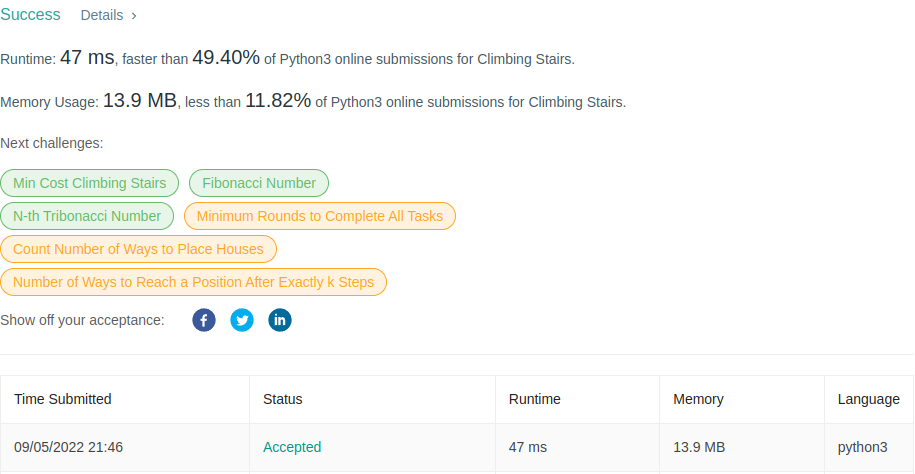 Success Details >
Runtime: 47 ms, faster than 49.40% of Python3 online submissions for Climbing Stairs.
Memory Usage: 13.9 MB, less than 11.82% of Python3 online submissions for Climbing Stairs.
Next challenges:
Min Cost Climbing Stairs Fibonacci Number
N-th Tribonacci Number Minimum Rounds to Complete All Tasks
Count Number of Ways to Place Houses
Number of Ways to Reach a Position After Exactly k Steps
Show off your acceptance:
Time Submitted Status Runtime Memory Language
09/05/2022 21:46 Accepted 47 ms 13.9 MB python3